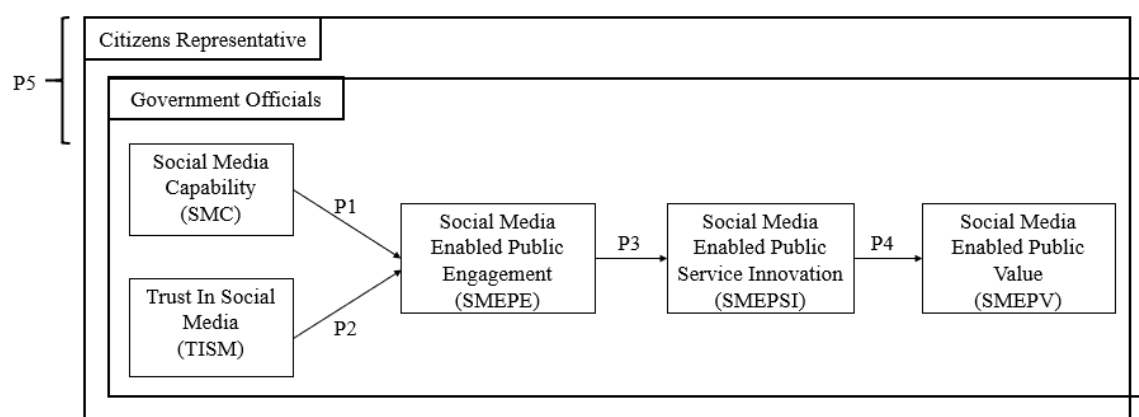 Citizens Representative
P5
Government Officials
Social Media
Capability
(SMC)
P1
Social Media
Enabled Public
Engagement
(SMEPE)
P3
Social Media
Enabled Public
Service Innovation
(SMEPSI)
P4
Social Media
Enabled Public
Value
(SMEPV)
Trust In Social
Media
(TISM)
P2